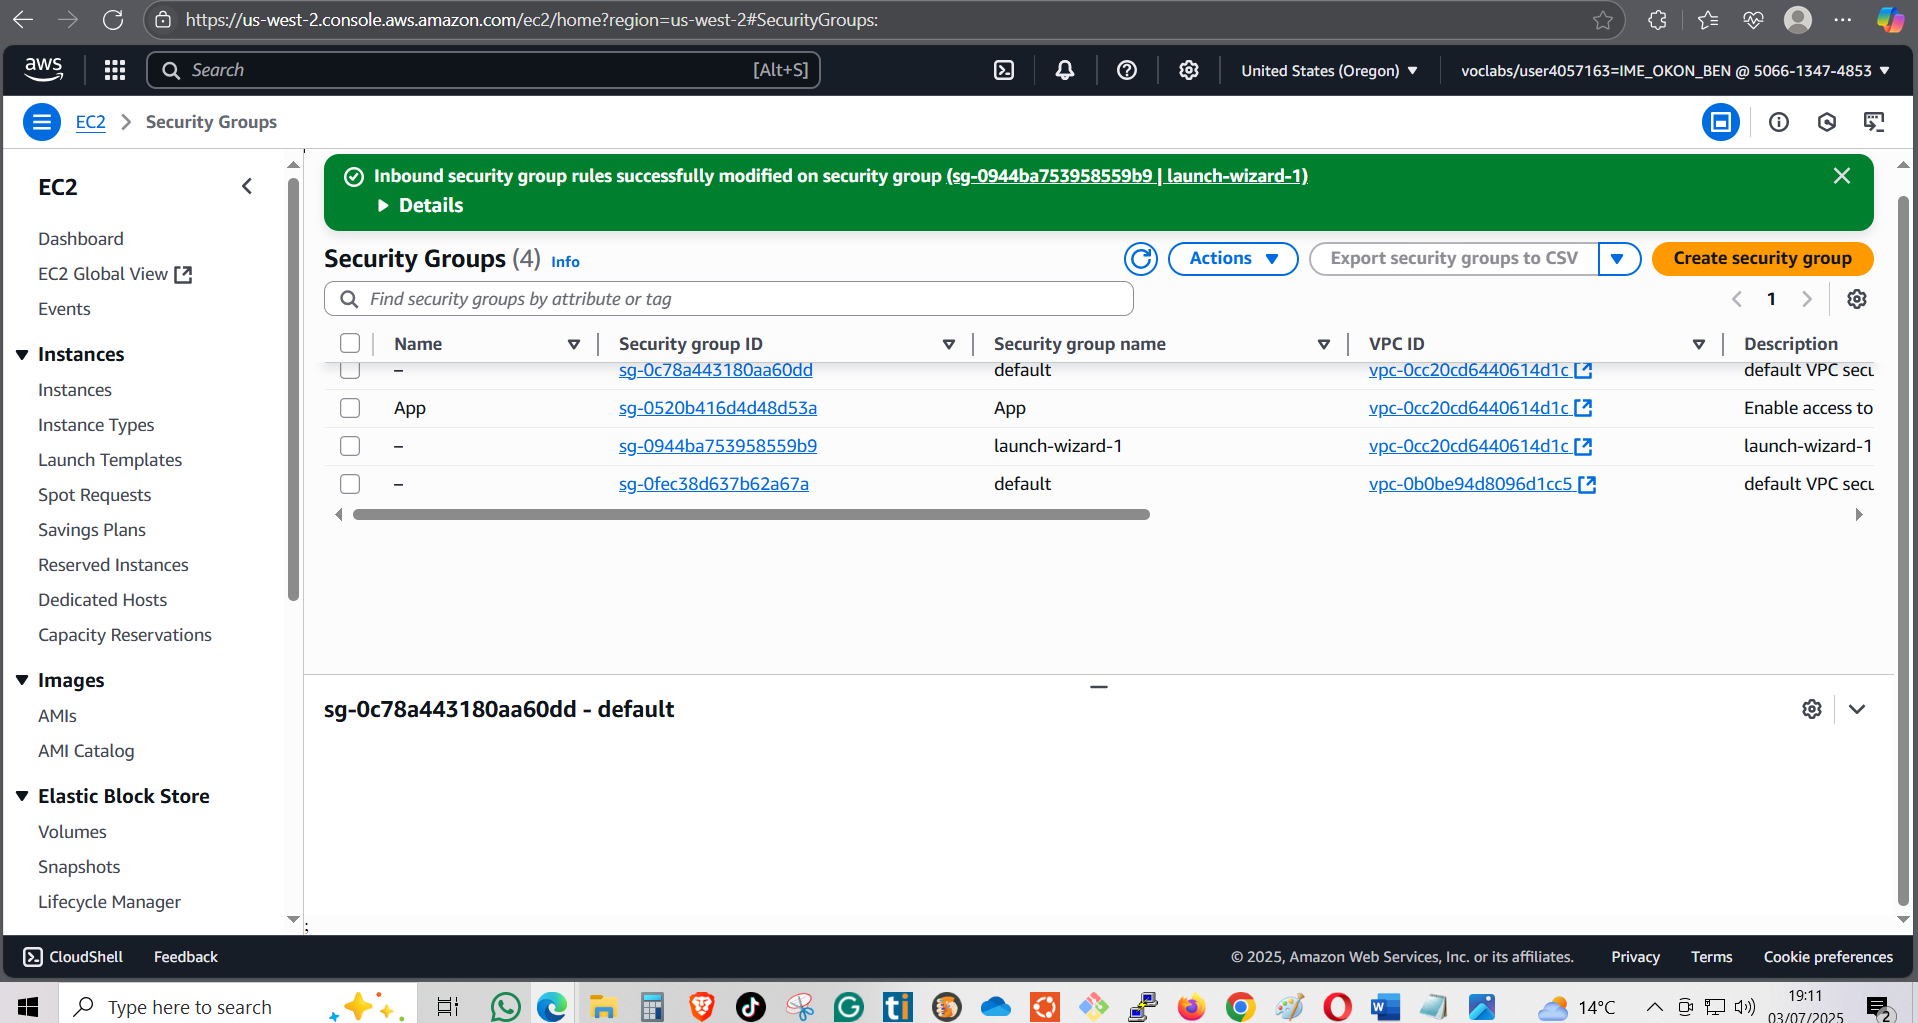 https://us-west-2.console.aws.amazon.com/ec2/home?region=us-west-2#SecurityGroups:
aws
Search [Alt+S]
United States (Oregon)
voclabs/user4057163=IME_OKON_BEN @ 5066-1347-4853
EC2 > Security Groups
EC2
Dashboard
EC2 Global View
Events
Instances
Instances
Instance Types
Launch Templates
Spot Requests
Savings Plans
Reserved Instances
Dedicated Hosts
Capacity Reservations
Images
AMIs
AMI Catalog
Elastic Block Store
Volumes
Snapshots
Lifecycle Manager
Inbound security group rules successfully modified on security group (sg-0944ba753958559b9 | launch-wizard-1)
Details
Security Groups (4) Info
Actions
Export security groups to CSV
Create security group
Find security groups by attribute or tag
1
Name Security group ID Security group name VPC ID Description
– sg-0c78a443180aa60dd default vpc-0cc20cd6440614d1c default VPC secu
App sg-0520b416d4d48d53a App vpc-0cc20cd6440614d1c Enable access to
– sg-0944ba753958559b9 launch-wizard-1 vpc-0cc20cd6440614d1c launch-wizard-1
– sg-0fec38d637b62a67a default vpc-0b0be94d8096d1cc5 default VPC secu
sg-0c78a443180aa60dd - default
;
CloudShell Feedback
© 2025, Amazon Web Services, Inc. or its affiliates. Privacy Terms Cookie preferences
Type here to search
ti
14°C
19:11
03/07/2025
2